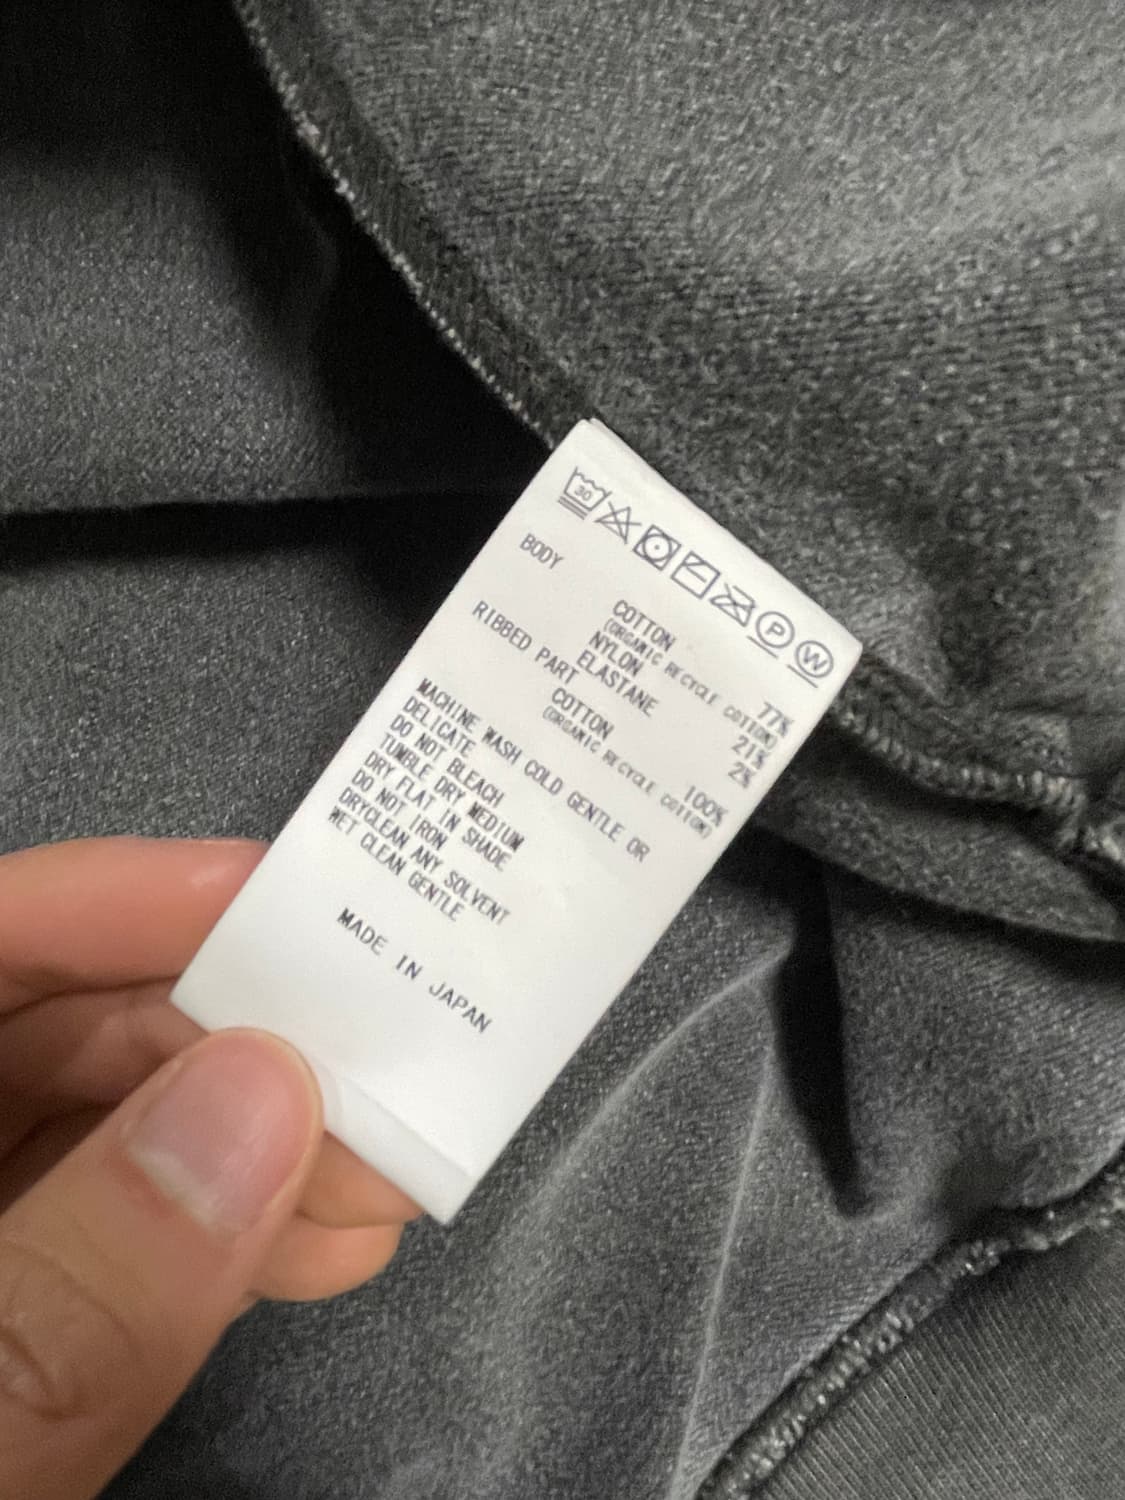 30
P W
BODY
COTTON 77%
(ORGANIC RECYCLE COTTON)
NYLON 21%
ELASTANE 2%
RIBBED PART
COTTON 100%
(ORGANIC RECYCLE COTTON)
MACHINE WASH COLD GENTLE OR
DELICATE
DO NOT BLEACH
TUMBLE DRY MEDIUM
DRY FLAT IN SHADE
DO NOT IRON
DRYCLEAN ANY SOLVENT
WET CLEAN GENTLE
MADE IN JAPAN